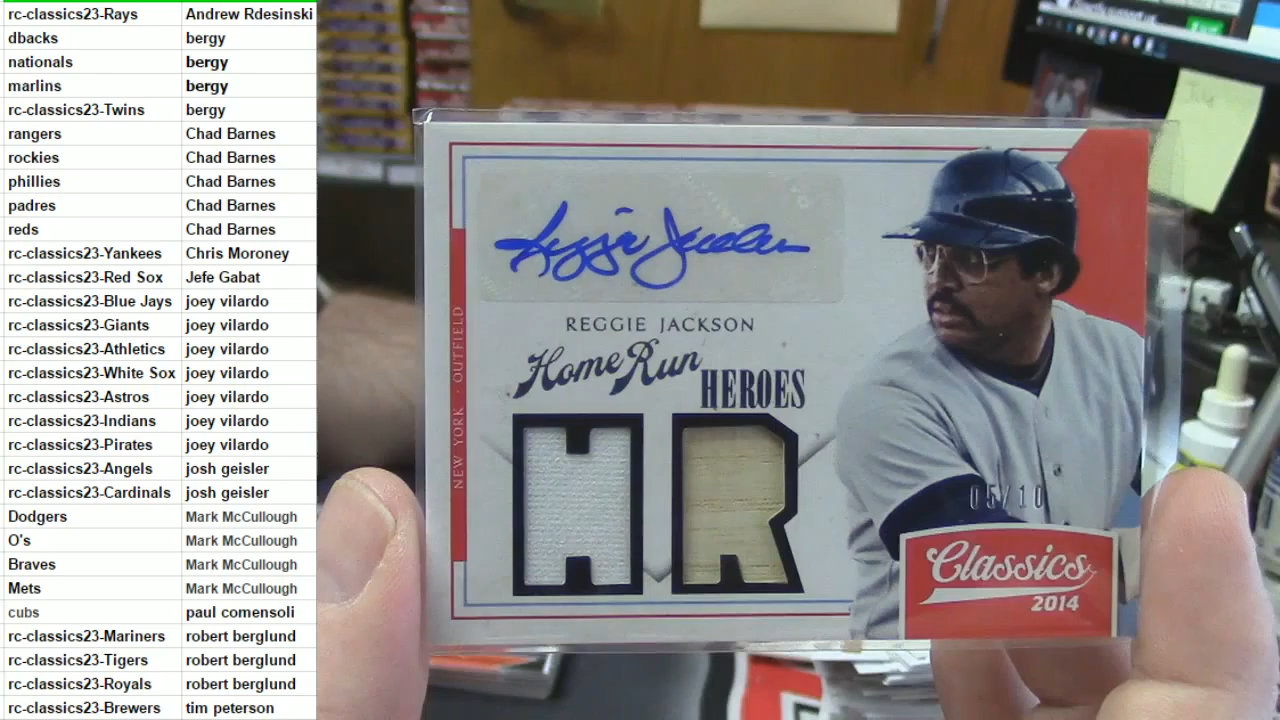 rc-classics23-Rays Andrew Rdesinski
dbacks bergy
nationals bergy
marlins bergy
rc-classics23-Twins bergy
rangers Chad Barnes
rockies Chad Barnes
phillies Chad Barnes
padres Chad Barnes
reds Chad Barnes
rc-classics23-Yankees Chris Moroney
rc-classics23-Red Sox Jefe Gabat
rc-classics23-Blue Jays joey vilardo
rc-classics23-Giants joey vilardo
rc-classics23-Athletics joey vilardo
rc-classics23-White Sox joey vilardo
rc-classics23-Astros joey vilardo
rc-classics23-Indians joey vilardo
rc-classics23-Pirates joey vilardo
rc-classics23-Angels josh geisler
rc-classics23-Cardinals josh geisler
Dodgers Mark McCullough
O's Mark McCullough
Braves Mark McCullough
Mets Mark McCullough
cubs paul comensoli
rc-classics23-Mariners robert berglund
rc-classics23-Tigers robert berglund
rc-classics23-Royals robert berglund
rc-classics23-Brewers tim peterson
Reggie Jackson
REGGIE JACKSON
Home Run
HEROES
HR
NEW YORK · OUTFIELD
05/10
Classics
2014